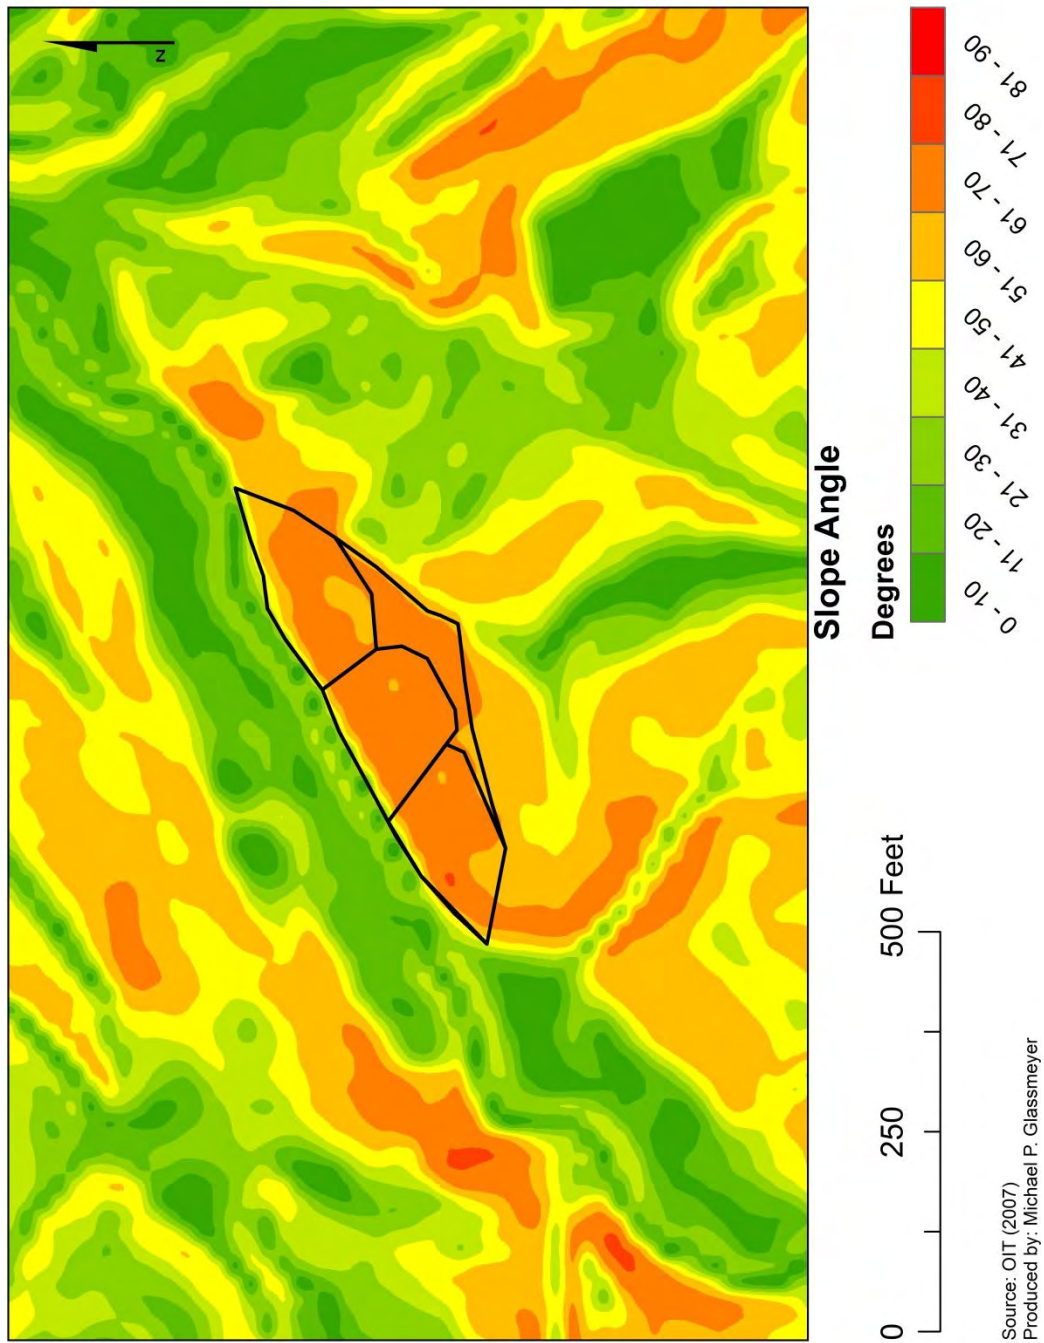 N
Slope Angle
Degrees
0 - 10
11 - 20
21 - 30
31 - 40
41 - 50
51 - 60
61 - 70
71 - 80
81 - 90
0 250 500 Feet
Source: OIT (2007)
Produced by: Michael P. Glassmeyer